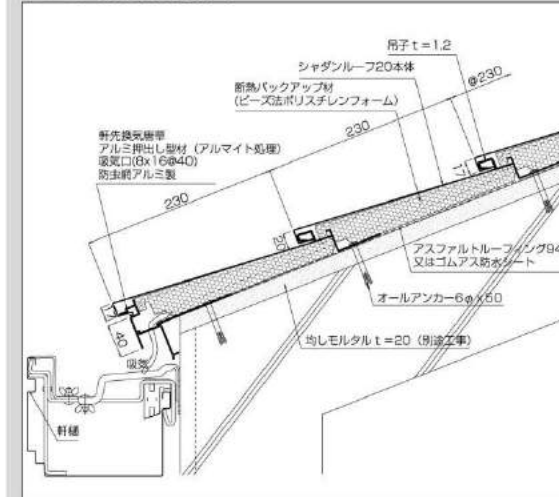 吊子t=1.2
シャダンルーフ20本体
@230
断熱バックアップ材
(ビーズ法ポリスチレンフォーム)
230
軒先換気唐草
アルミ押出し型材(アルマイト処理)
吸気口(8x16@40)
防虫網アルミ製
17
230
20
アスファルトルーフィング94
又はゴムアス防水シート
オールアンカー6φx50
40
均しモルタルt=20(別途工事)
吸気
軒樋